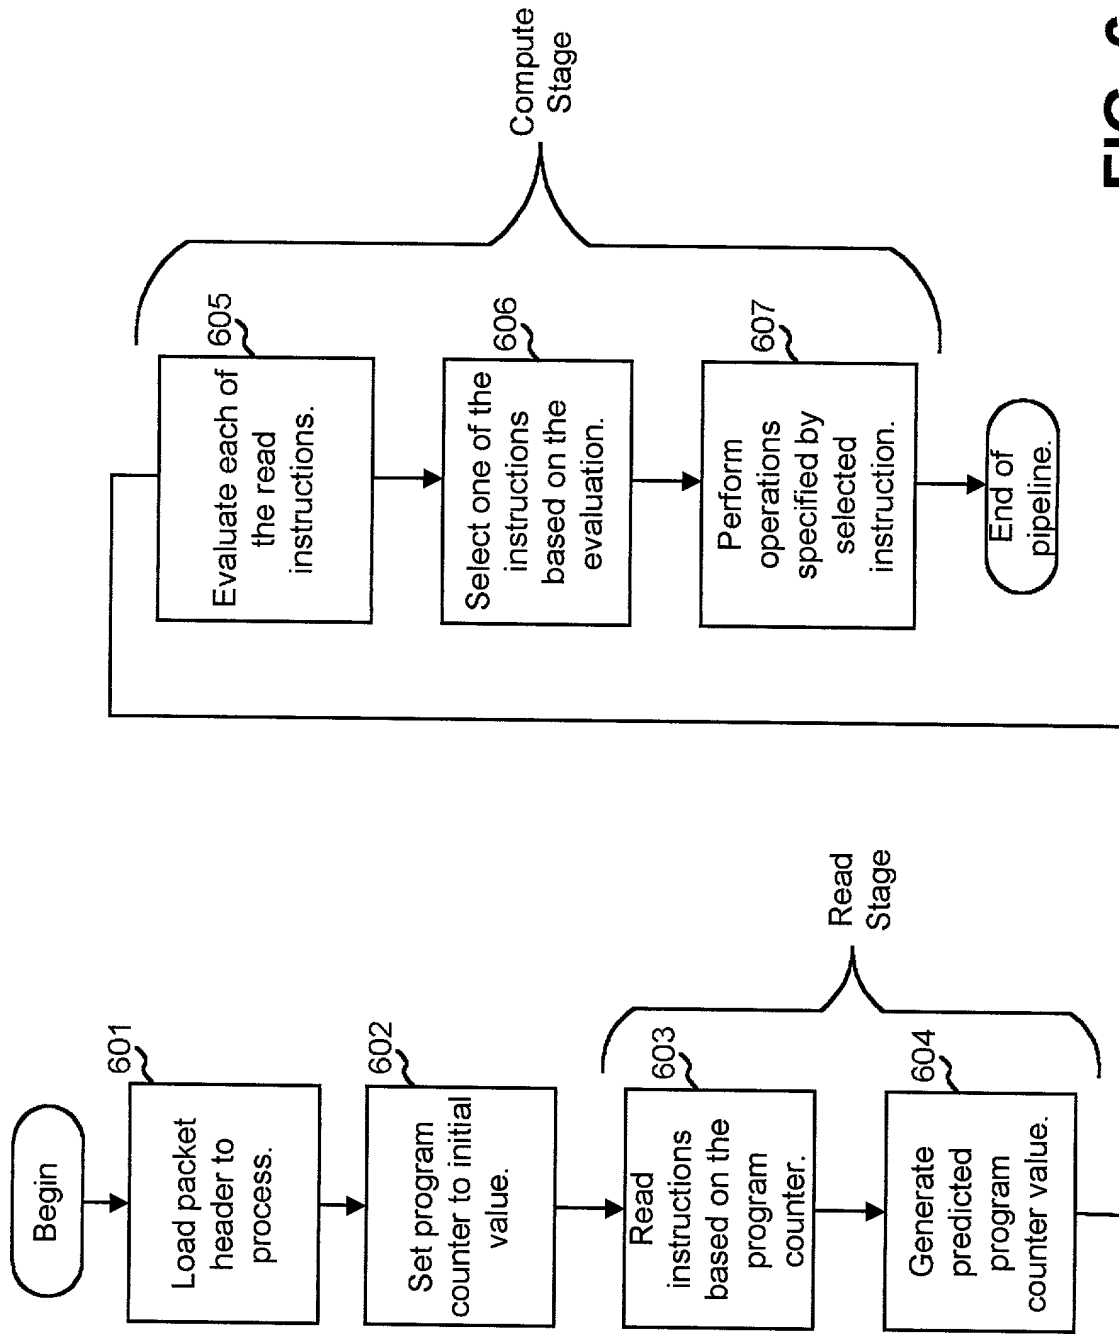 Begin
601
Load packet
header to
process.
602
Set program
counter to initial
value.
603
Read
instructions
based on the
program
counter.
604
Generate
predicted
program
counter value.
Read
Stage
605
Evaluate each of
the read
instructions.
606
Select one of the
instructions
based on the
evaluation.
607
Perform
operations
specified by
selected
instruction.
End of
pipeline.
Compute
Stage
FIG.